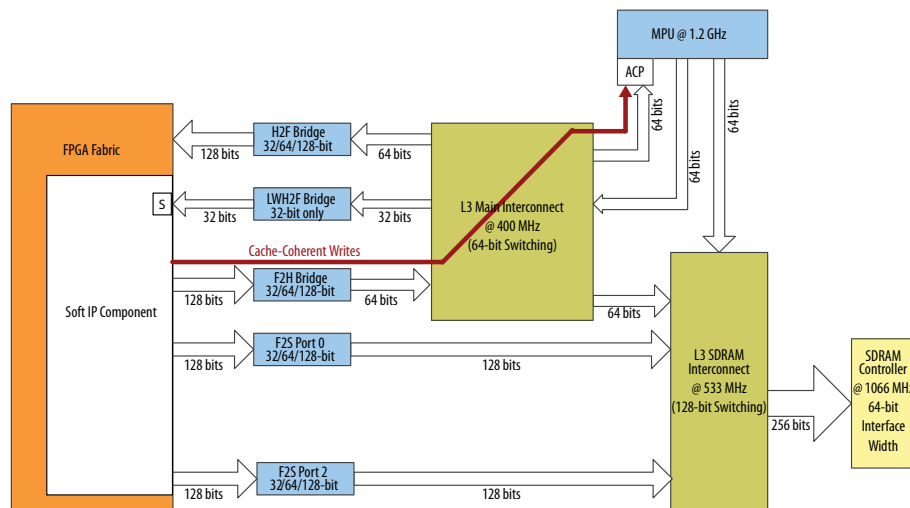 MPU @ 1.2 GHz
ACP
64 bits
64 bits
64 bits
FPGA Fabric
H2F Bridge
32/64/128-bit
128 bits
64 bits
S
LWH2F Bridge
32-bit only
32 bits
32 bits
L3 Main Interconnect
@ 400 MHz
(64-bit Switching)
Cache-Coherent Writes
F2H Bridge
32/64/128-bit
128 bits
64 bits
64 bits
Soft IP Component
F2S Port 0
32/64/128-bit
128 bits
128 bits
L3 SDRAM
Interconnect
@ 533 MHz
(128-bit Switching)
256 bits
SDRAM
Controller
@ 1066 MHz
64-bit
Interface
Width
F2S Port 2
32/64/128-bit
128 bits
128 bits